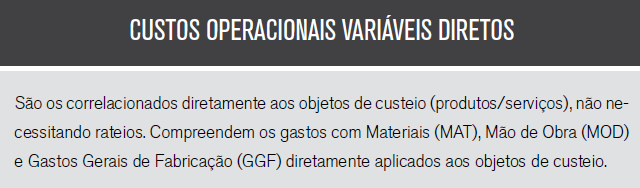 CUSTOS OPERACIONAIS VARIÁVEIS DIRETOS
São os correlacionados diretamente aos objetos de custeio (produtos/serviços), não ne-
cessitando rateios. Compreendem os gastos com Materiais (MAT), Mão de Obra (MOD)
e Gastos Gerais de Fabricação (GGF) diretamente aplicados aos objetos de custeio.